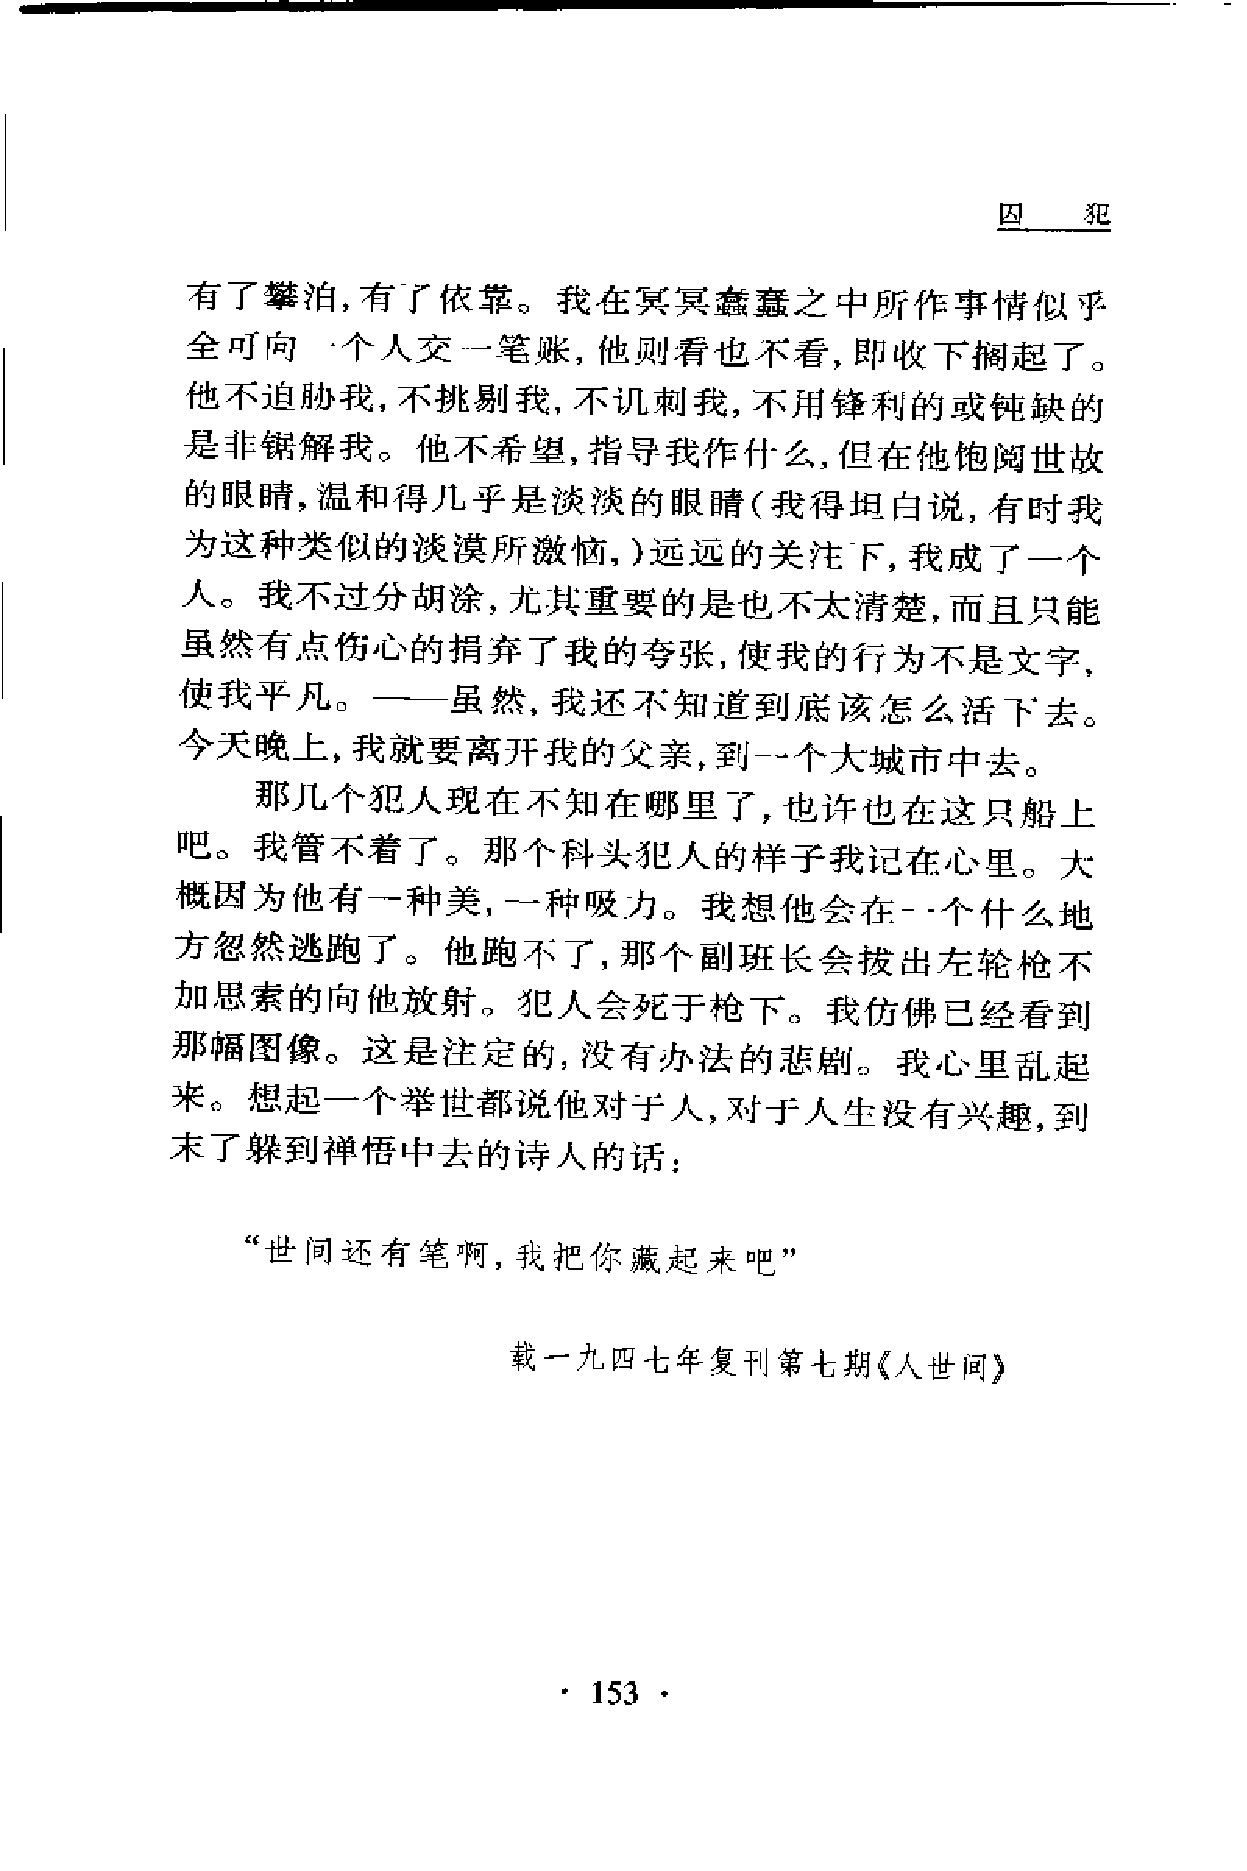 囚 犯
有了攀泊,有了依靠。我在冥冥蠢蠢之中所作事情似乎
全可向一个人交一笔账,他则看也不看,即收下搁起了。
他不迫胁我,不挑剔我,不讥刺我,不用锋利的或钝缺的
是非锯解我。他不希望,指导我作什么,但在他饱阅世故
的眼睛,温和得几乎是淡淡的眼睛(我得坦白说,有时我
为这种类似的淡漠所激恼,)远远的关注下,我成了一个
人。我不过分胡涂,尤其重要的是也不太清楚,而且只能
虽然有点伤心的捐弃了我的夸张,使我的行为不是文字,
使我平凡。——虽然,我还不知道到底该怎么活下去。
今天晚上,我就要离开我的父亲,到一个大城市中去。
那几个犯人现在不知在哪里了,也许也在这只船上
吧。我管不着了。那个科头犯人的样子我记在心里。大
概因为他有一种美,一种吸力。我想他会在一个什么地
方忽然逃跑了。他跑不了,那个副班长会拔出左轮枪不
加思索的向他放射。犯人会死于枪下。我仿佛已经看到
那幅图像。这是注定的,没有办法的悲剧。我心里乱起
来。想起一个举世都说他对于人,对于人生没有兴趣,到
末了躲到禅悟中去的诗人的话:
“世间还有笔啊,我把你藏起来吧”
载一九四七年复刊第七期《人世间》
· 153 ·